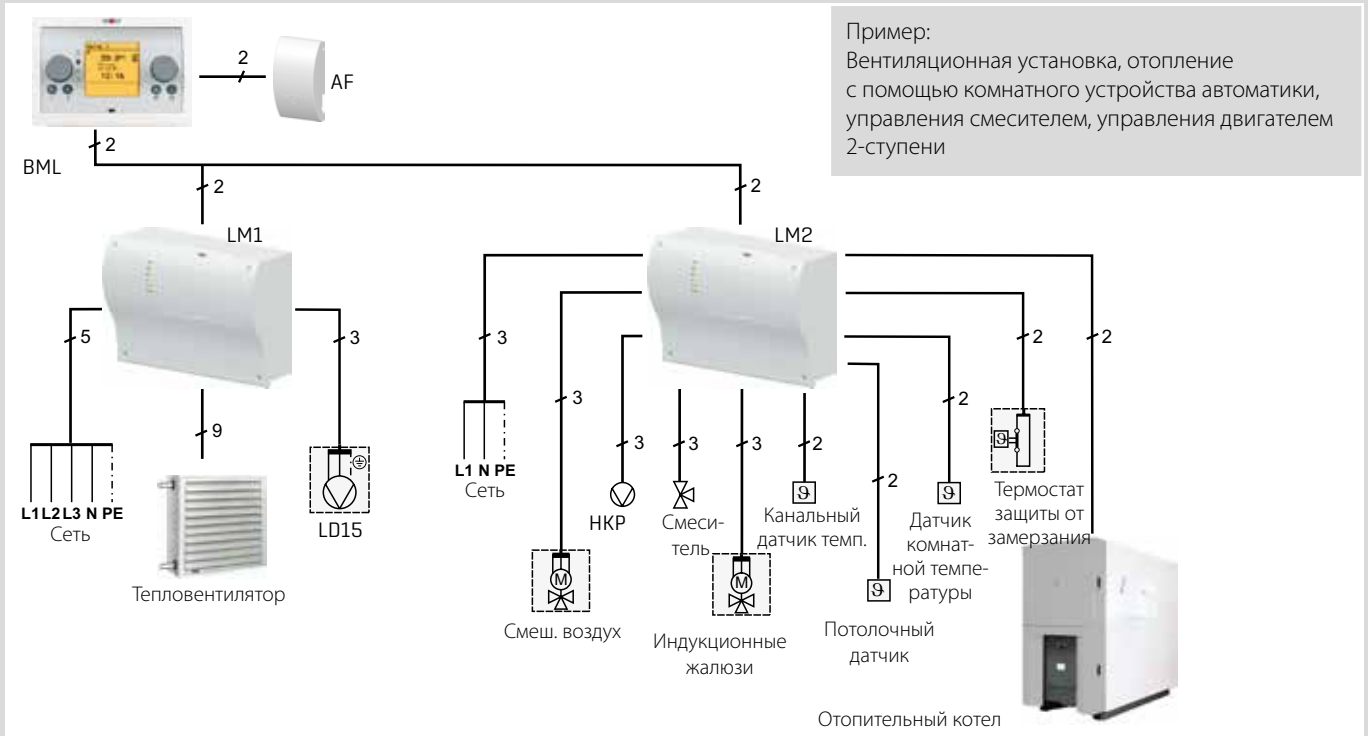 Пример:
Вентиляционная установка, отопление
с помощью комнатного устройства автоматики,
управления смесителем, управления двигателем
2-ступени
2
AF
2
BML
2
2
LM1
LM2
5
3
3
2
2
3
2
9
3
3
3
2
2
L1 L2 L3 N PE
Сеть
Тепловентилятор
LD15
L1 N PE
Сеть
НКР
Смеси-
тель
Канальный
датчик темп.
Датчик
комнат-
ной темпе-
ратуры
Термостат
защиты от
замерзания
M
Смеш. воздух
M
Индукционные
жалюзи
Потолочный
датчик
Отопительный котел